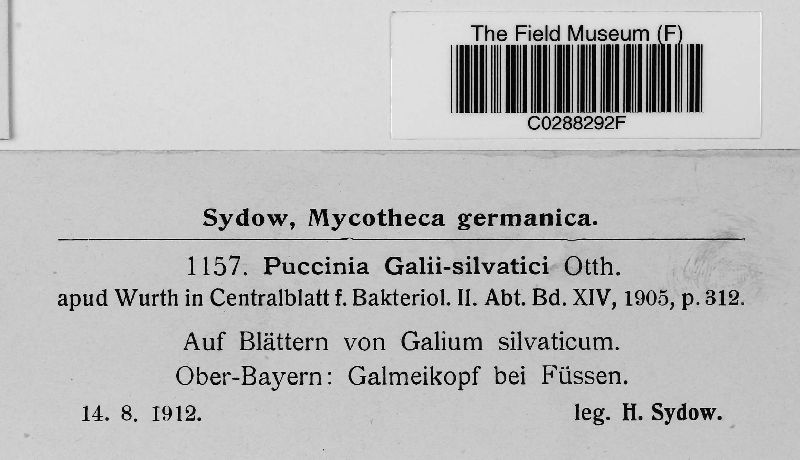 The Field Museum (F)
C0288292F
Sydow, Mycotheca germanica.
1157. Puccinia Galii-silvatici Otth.
apud Wurth in Centralblatt f. Bakteriol. II. Abt. Bd. XIV, 1905, p. 312.
Auf Blättern von Galium silvaticum.
Ober-Bayern: Galmeikopf bei Füssen.
14. 8. 1912. leg. H. Sydow.